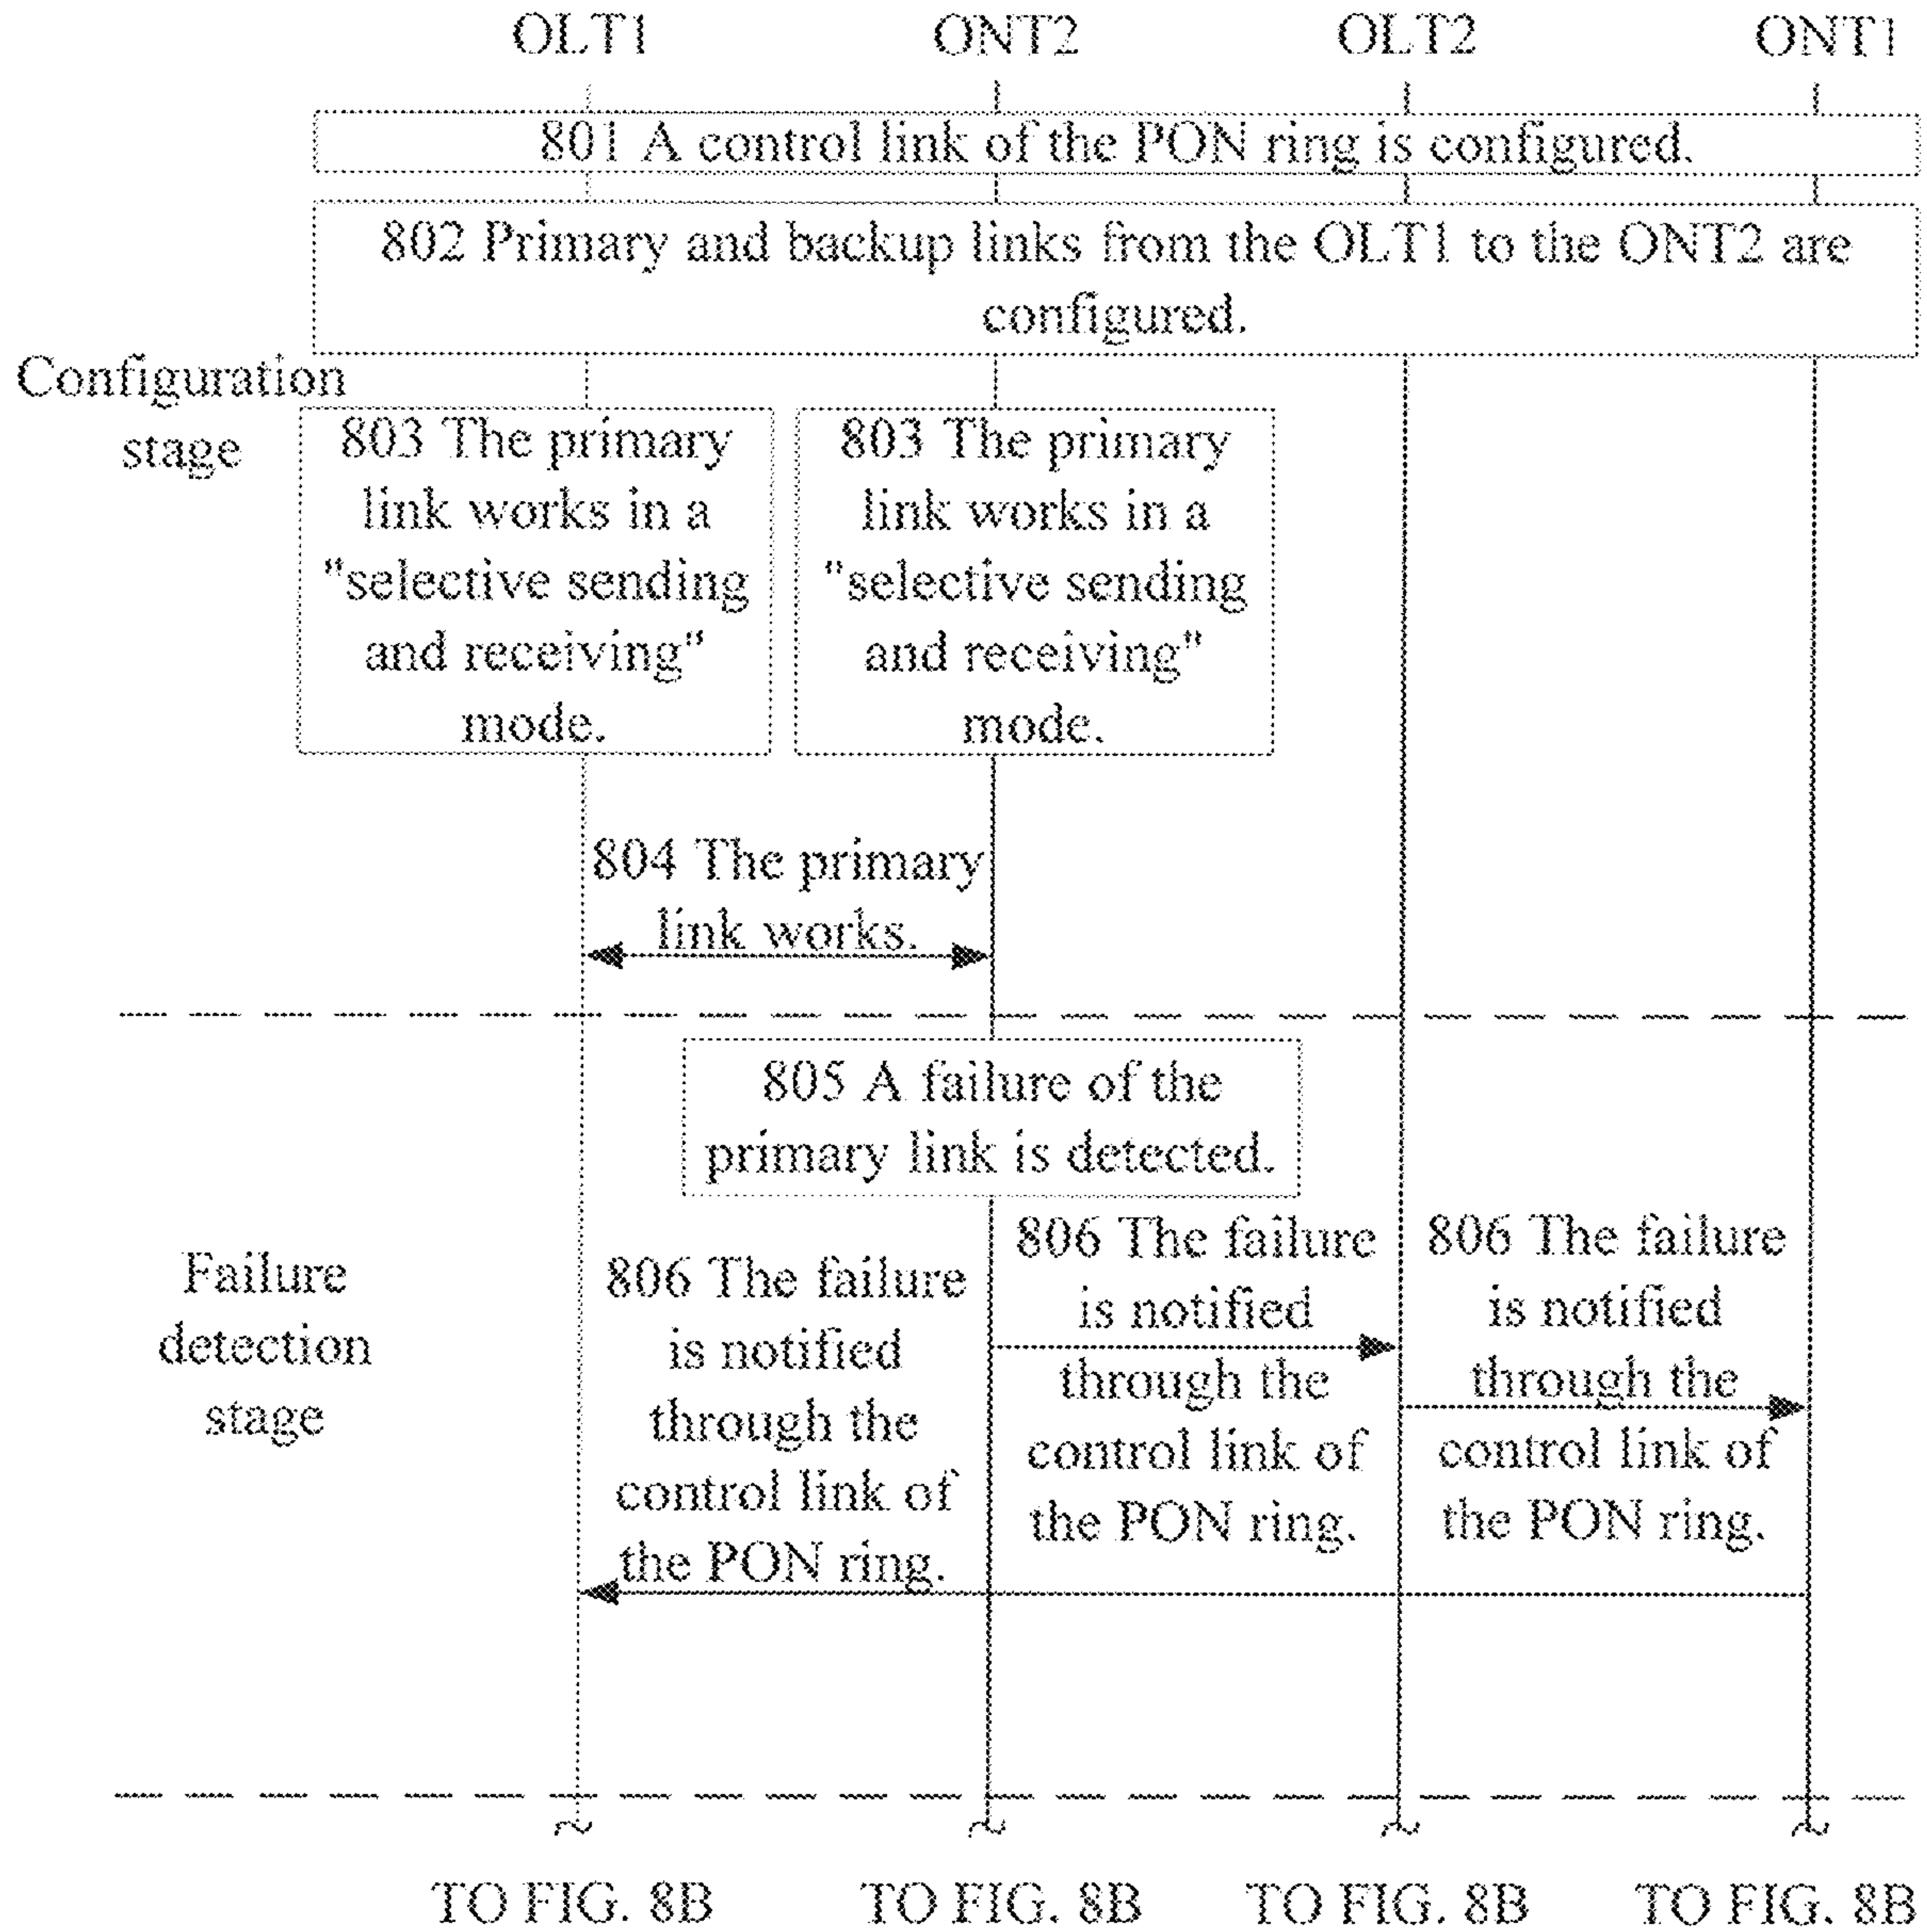 OLT1 ONT2 OLT2 ONT1
801 A control link of the PON ring is configured.
802 Primary and backup links from the OLT1 to the ONT2 are
configured.
Configuration
stage
803 The primary
link works in a
"selective sending
and receiving"
mode.
803 The primary
link works in a
"selective sending
and receiving"
mode.
804 The primary
link works.
805 A failure of the
primary link is detected.
Failure
detection
stage
806 The failure
is notified
through the
control link of
the PON ring.
806 The failure
is notified
through the
control link of
the PON ring.
806 The failure
is notified
through the
control link of
the PON ring.
TO FIG. 8B TO FIG. 8B TO FIG. 8B TO FIG. 8B